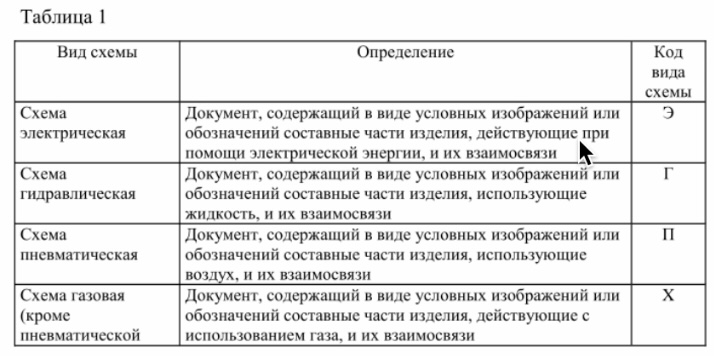 Таблица 1
Вид схемы
Определение
Код
вида
схемы
Схема
электрическая
Документ, содержащий в виде условных изображений или
обозначений составные части изделия, действующие при
помощи электрической энергии, и их взаимосвязи
Э
Схема
гидравлическая
Документ, содержащий в виде условных изображений или
обозначений составные части изделия, использующие
жидкость, и их взаимосвязи
Г
Схема
пневматическая
Документ, содержащий в виде условных изображений или
обозначений составные части изделия, использующие
воздух, и их взаимосвязи
П
Схема газовая
(кроме
пневматической
Документ, содержащий в виде условных изображений или
обозначений составные части изделия, действующие с
использованием газа, и их взаимосвязи
Х